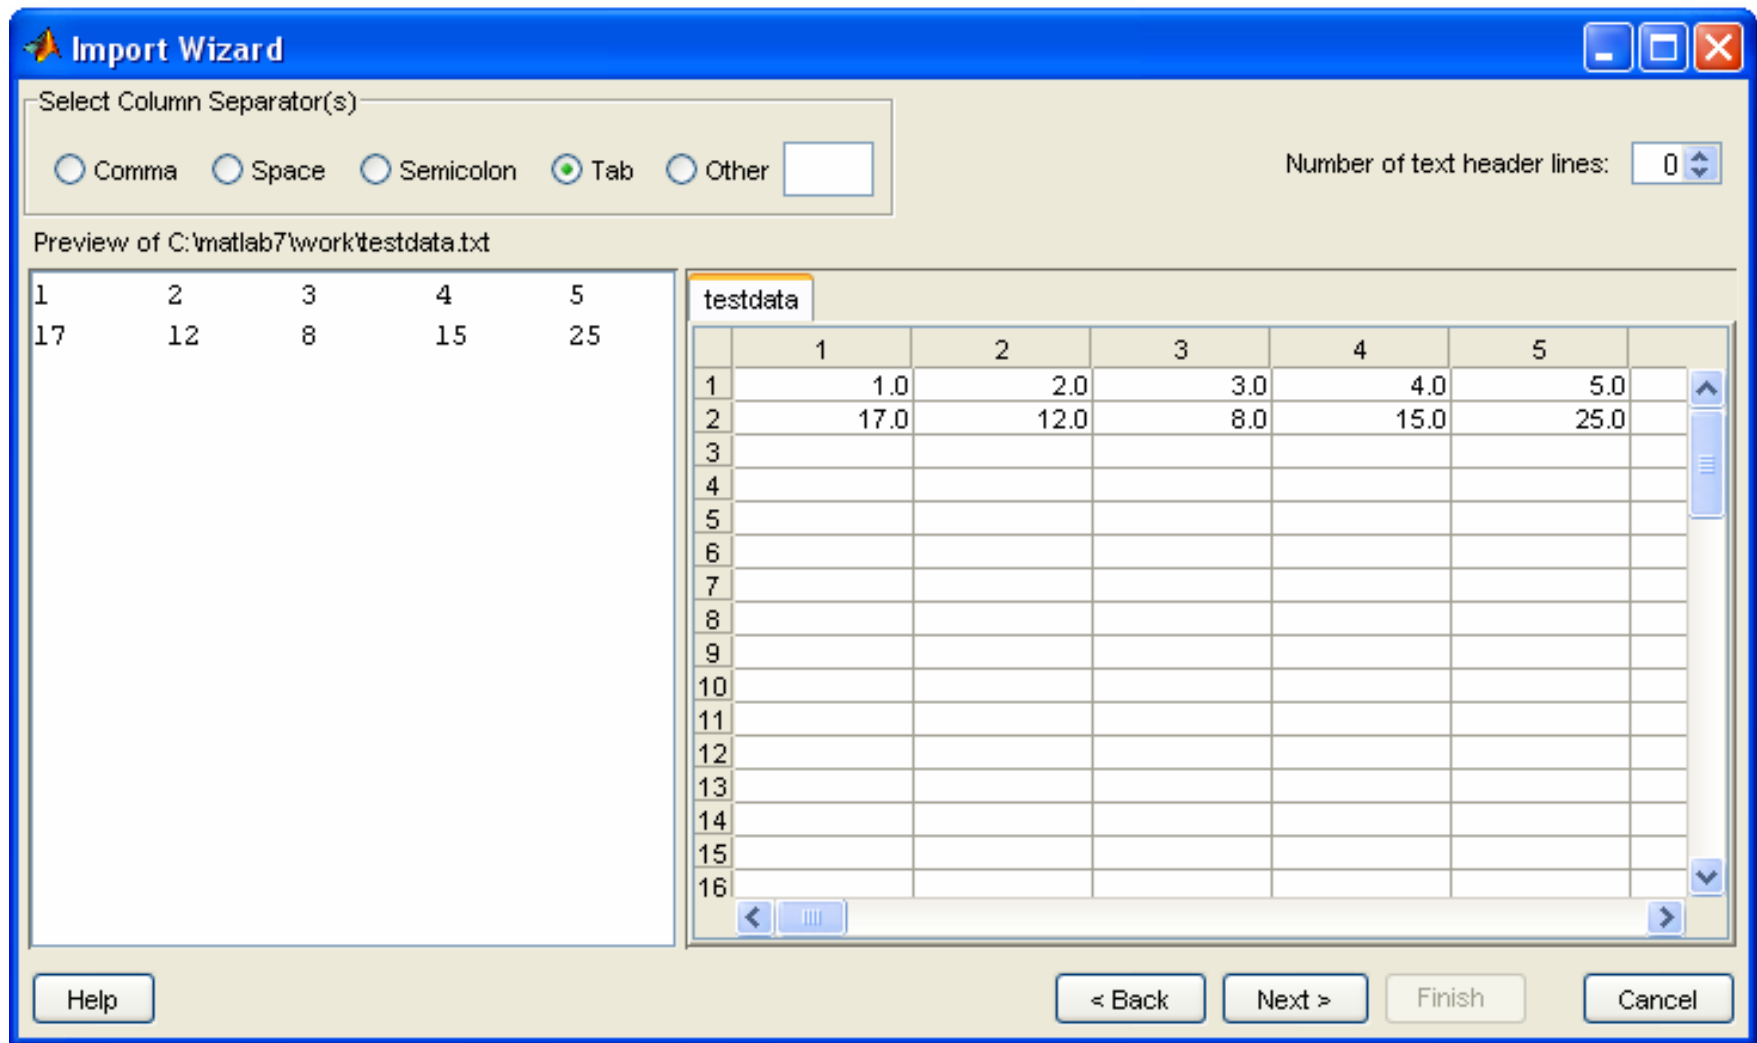 Import Wizard
Select Column Separator(s)
Comma Space Semicolon Tab Other
Number of text header lines: 0
Preview of C:\matlab7\work\testdata.txt
1 2 3 4 5
17 12 8 15 25
testdata
1 2 3 4 5
1 1.0 2.0 3.0 4.0 5.0
2 17.0 12.0 8.0 15.0 25.0
3
4
5
6
7
8
9
10
11
12
13
14
15
16
Help < Back Next > Finish Cancel